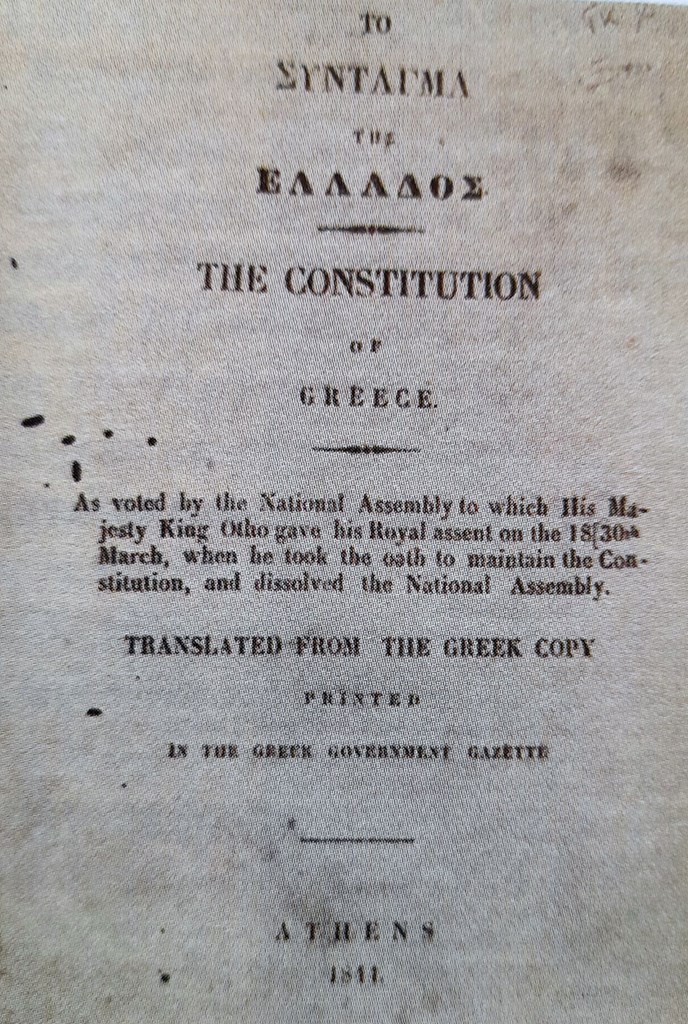 ΤΟ
ΣΥΝΤΑΓΜΑ
ΤΗΣ
ΕΛΛΑΔΟΣ.
THE CONSTITUTION
OF
GREECE.
As voted by the National Assembly to which His Ma-
jesty King Otho gave his Royal assent on the 18[30th
March, when he took the oath to maintain the Con-
stitution, and dissolved the National Assembly.
TRANSLATED FROM THE GREEK COPY
PRINTED
IN THE GREEK GOVERNMENT GAZETTE
ATHENS
1844.